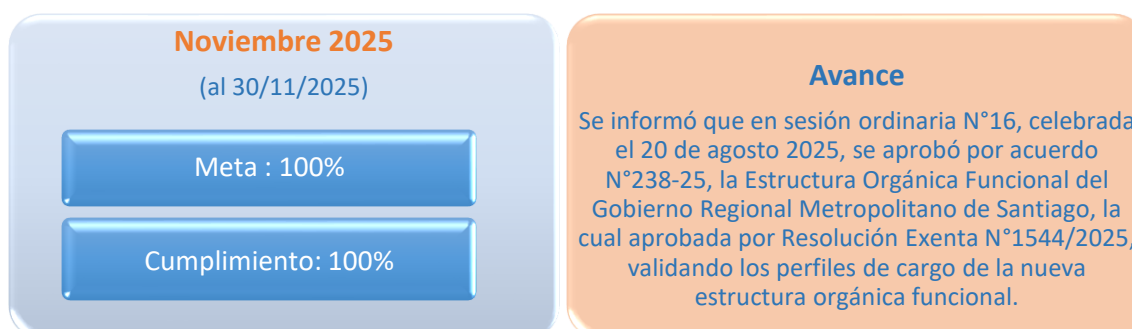 Noviembre 2025
(al 30/11/2025)
Meta : 100%
Cumplimiento: 100%
Avance
Se informó que en sesión ordinaria N°16, celebrada
el 20 de agosto 2025, se aprobó por acuerdo
N°238-25, la Estructura Orgánica Funcional del
Gobierno Regional Metropolitano de Santiago, la
cual aprobada por Resolución Exenta N°1544/2025,
validando los perfiles de cargo de la nueva
estructura orgánica funcional.